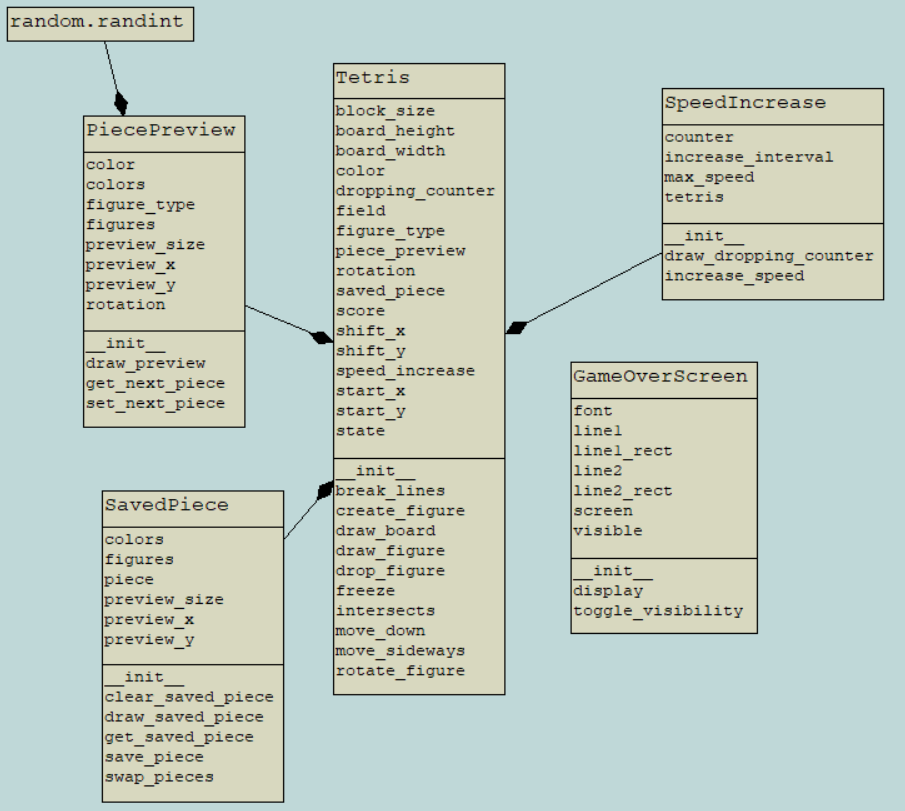 random.randint
PiecePreview
color
colors
figure_type
figures
preview_size
preview_x
preview_y
rotation
__init__
draw_preview
get_next_piece
set_next_piece
Tetris
block_size
board_height
board_width
color
dropping_counter
field
figure_type
piece_preview
rotation
saved_piece
score
shift_x
shift_y
speed_increase
start_x
start_y
state
__init__
break_lines
create_figure
draw_board
draw_figure
drop_figure
freeze
intersects
move_down
move_sideways
rotate_figure
SpeedIncrease
counter
increase_interval
max_speed
tetris
__init__
draw_dropping_counter
increase_speed
GameOverScreen
font
line1
line1_rect
line2
line2_rect
screen
visible
__init__
display
toggle_visibility
SavedPiece
colors
figures
piece
preview_size
preview_x
preview_y
__init__
clear_saved_piece
draw_saved_piece
get_saved_piece
save_piece
swap_pieces